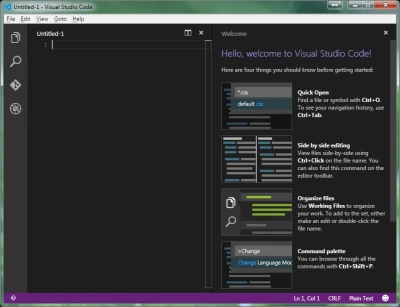 Untitled-1 - Visual Studio Code
File Edit View Goto Help
Untitled-1
1
Welcome
Hello, welcome to Visual Studio Code!
Here are four things you should know before getting started:
*.css
default.css
Quick Open
Find a file or symbol with Ctrl+O.
To see your navigation history, use
Ctrl+Tab.
Side by side editing
View files side-by-side using
Ctrl+Click on the file name. You
can also find this command on the
editor toolbar.
Organize files
Use Working Files to organize
your work. To add to the set, either
make an edit or double-click the
file name.
>Change
Change Language Mod
Command palette
You can browse through all the
commands with Ctrl+Shift+P.
Ln 1, Col 1 CRLF Plain Text